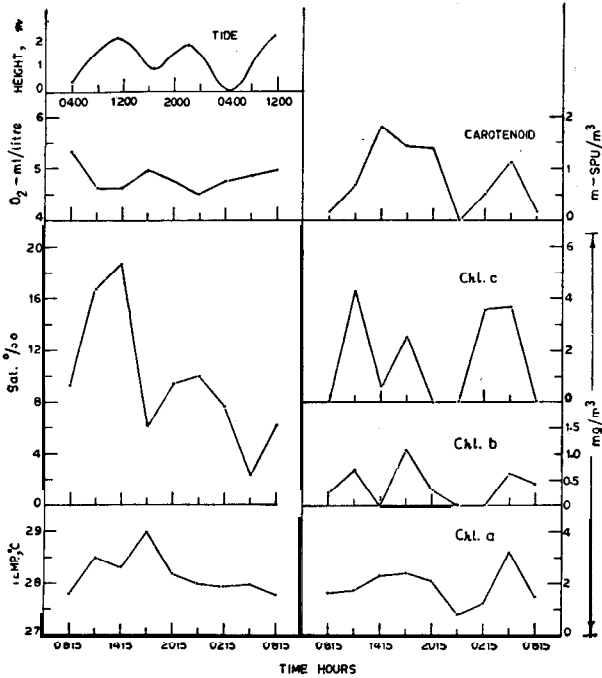 HEIGHT, m
2
1
0
TIDE
0400 1200 2000 0400 1200
O2-ml/litre
6
5
4
CAROTENOID
2
1
0
m-SPU/m3
Sal. °/oo
20
16
12
8
4
0
Chl. c
6
4
2
0
mg/m3
Chl. b
1.5
1.0
0.5
0
TEMP,°C
29
28
27
Chl. a
4
2
0
0815 1415 2015 0215 0815 0815 1415 2015 0215 0815
TIME HOURS